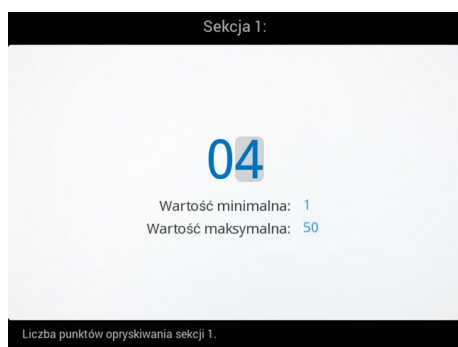 Sekcja 1:
04
Wartość minimalna: 1
Wartość maksymalna: 50
Liczba punktów opryskiwania sekcji 1.